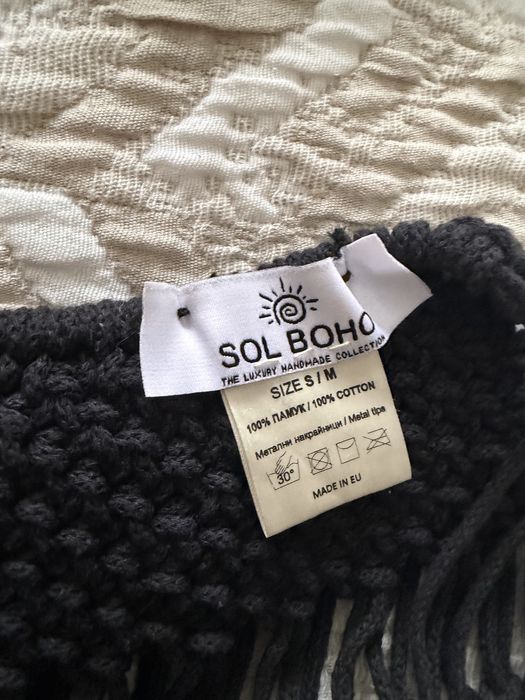 SOL BOHO
THE LUXURY HANDMADE COLLECTION
SIZE S / M
100% ПАМУК / 100% COTTON
Метални накрайници / Metal tips
30°
MADE IN EU